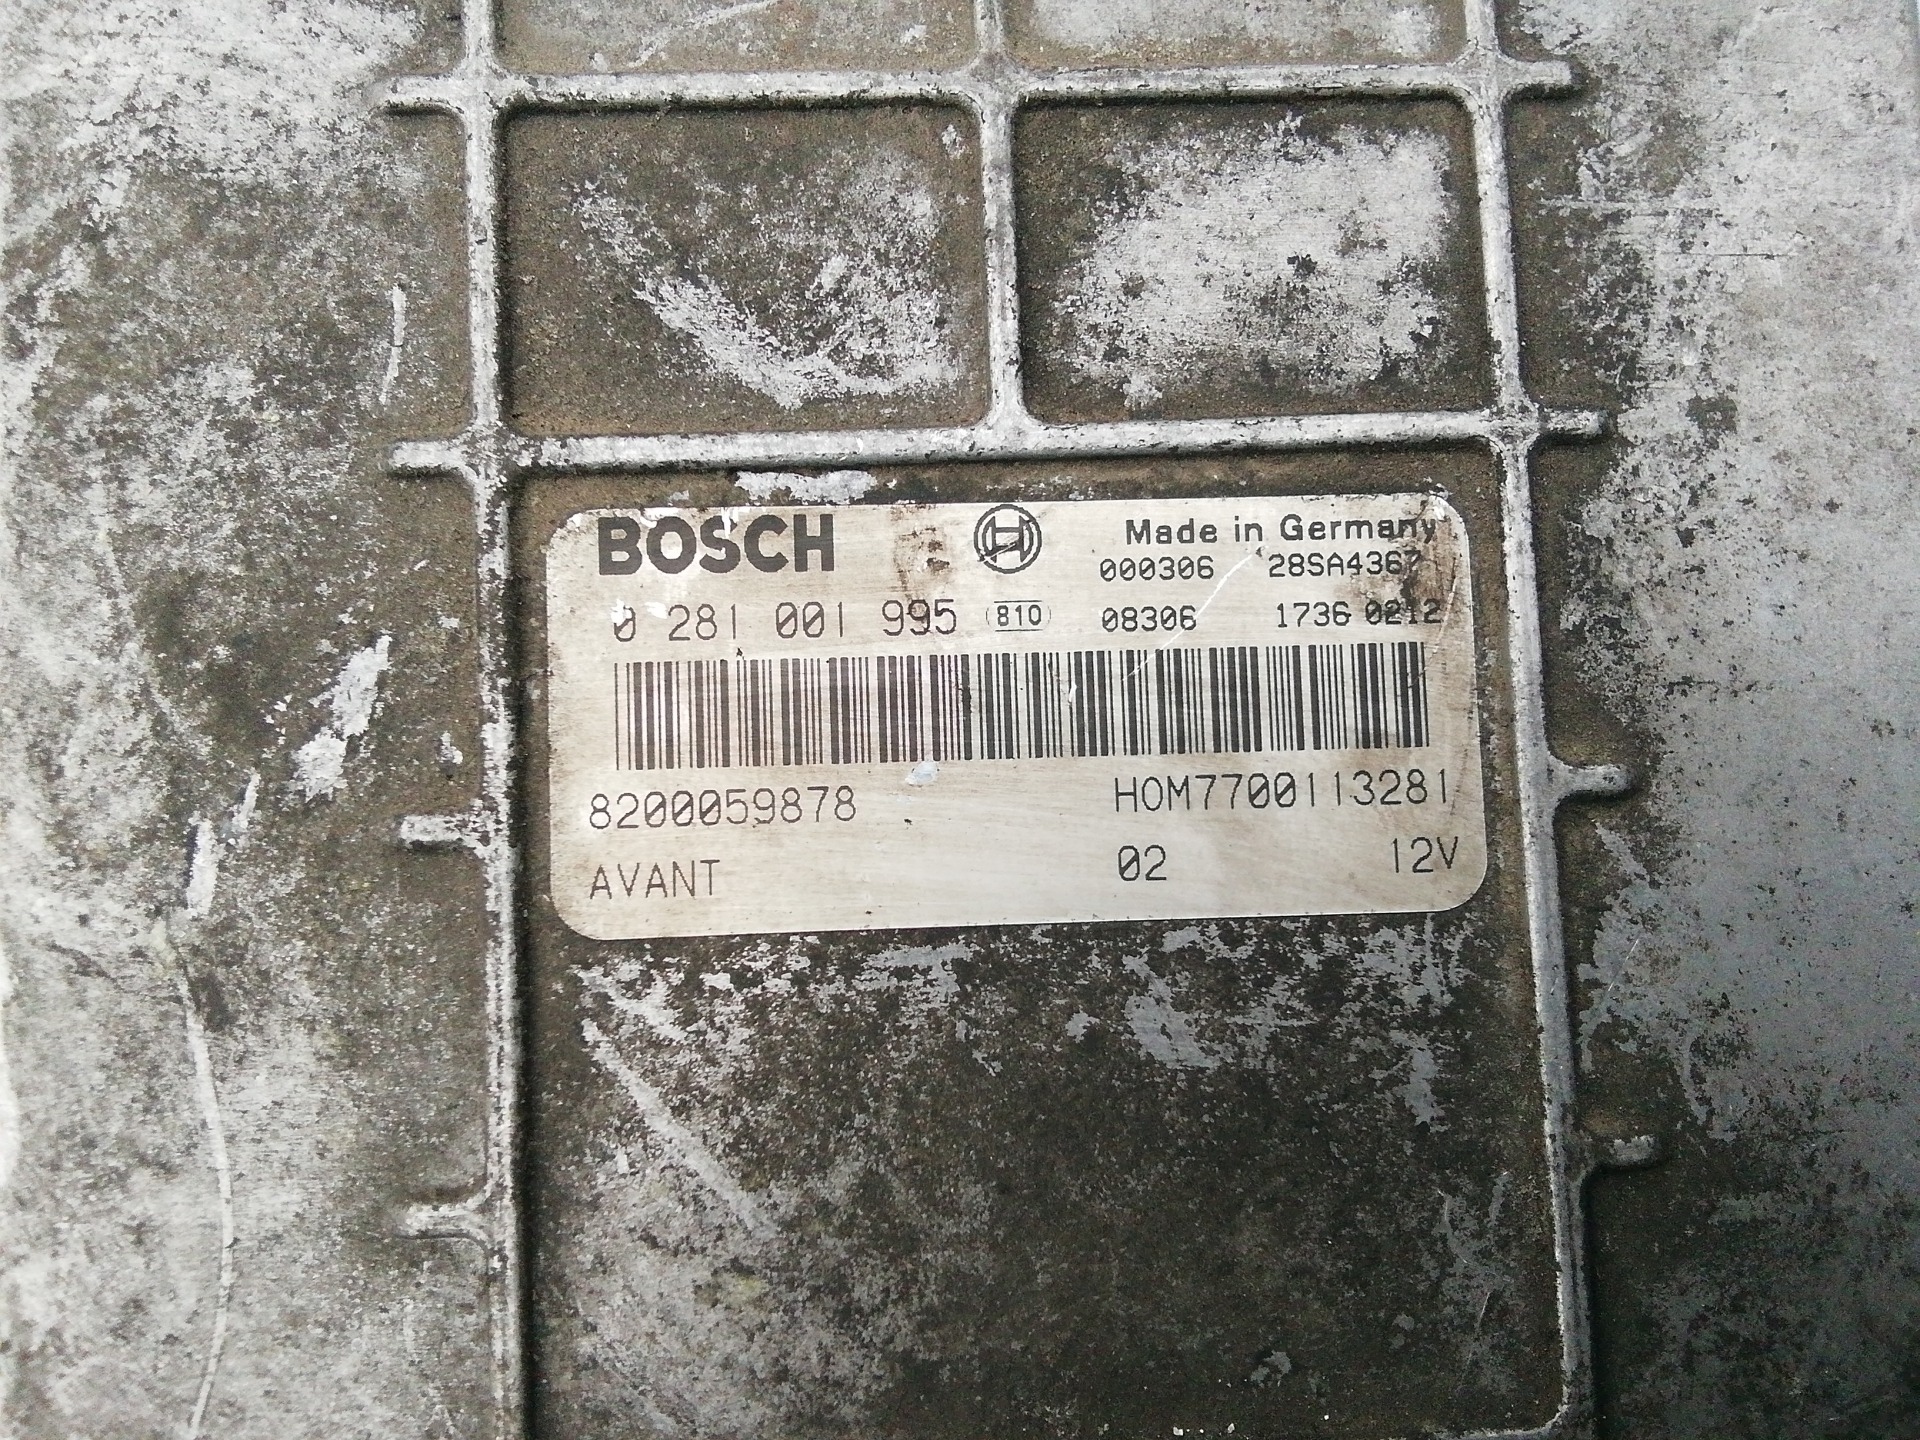 BOSCH Made in Germany
000306 28SA4367
0 281 001 995 810 08306 1736 0212
8200059878 HOM7700113281
AVANT 02 12V